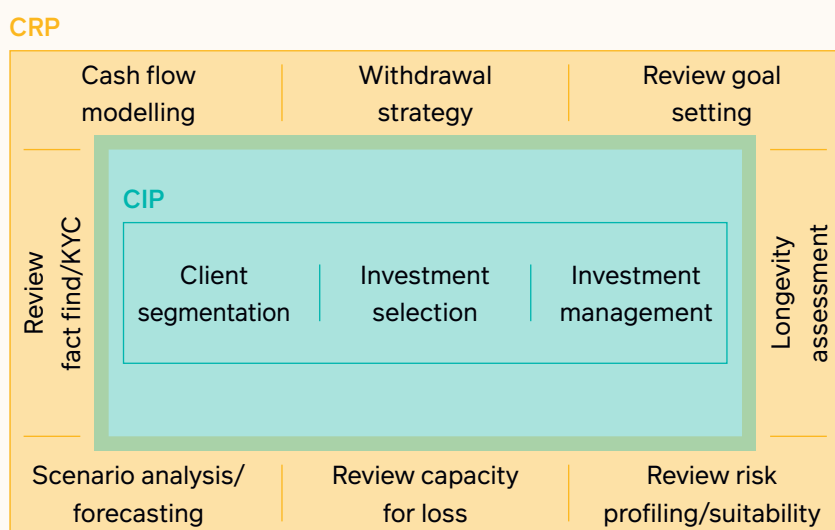 CRP
Cash flow
modelling
Withdrawal
strategy
Review goal
setting
Review
fact find/KYC
CIP
Client
segmentation
Investment
selection
Investment
management
Longevity
assessment
Scenario analysis/
forecasting
Review capacity
for loss
Review risk
profiling/suitability